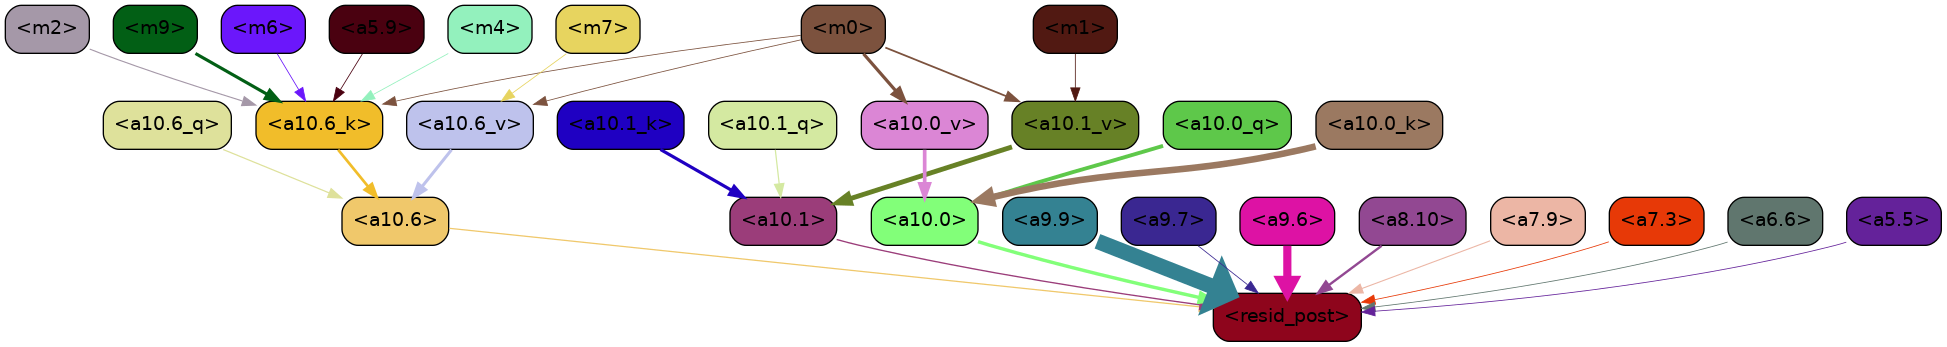 <m2> <m9> <m6> <a5.9> <m4> <m7> <m0> <m1>
<a10.6_q> <a10.6_k> <a10.6_v> <a10.1_k> <a10.1_q> <a10.0_v> <a10.1_v> <a10.0_q> <a10.0_k>
<a10.6> <a10.1> <a10.0> <a9.9> <a9.7> <a9.6> <a8.10> <a7.9> <a7.3> <a6.6> <a5.5>
<resid_post>